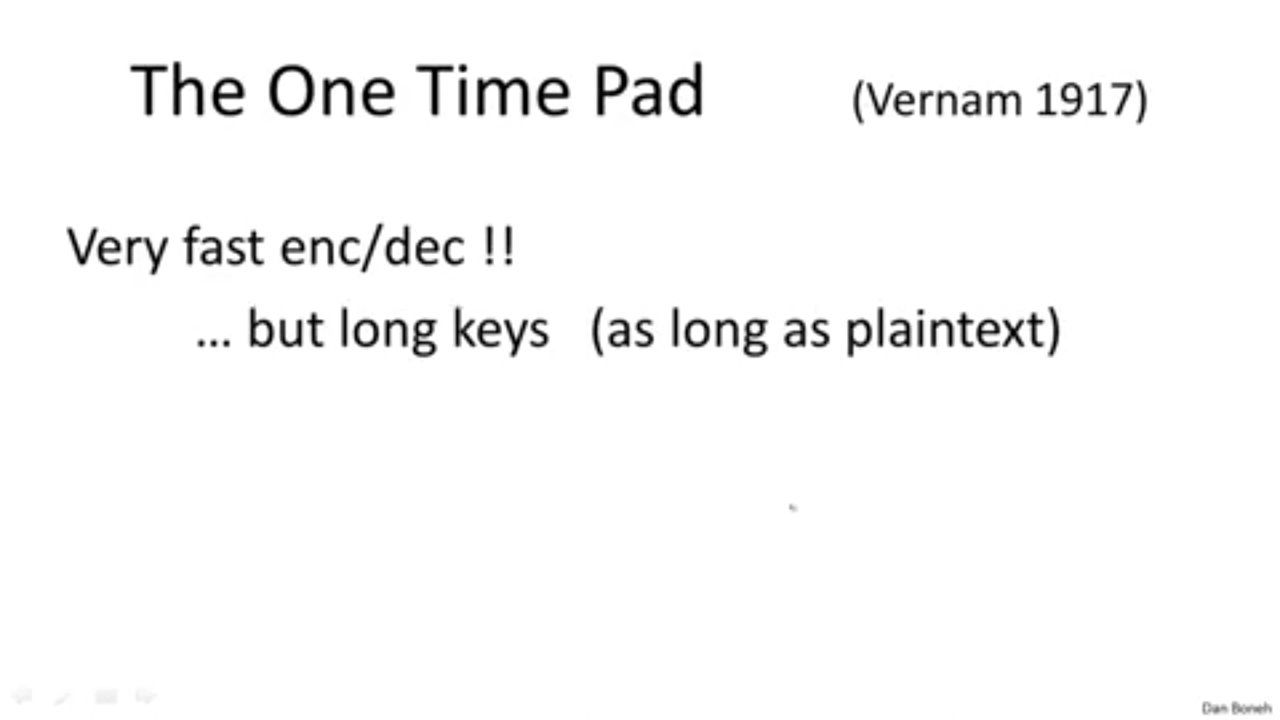 The One Time Pad (Vernam 1917)
Very fast enc/dec !!
... but long keys (as long as plaintext)
Dan Boneh